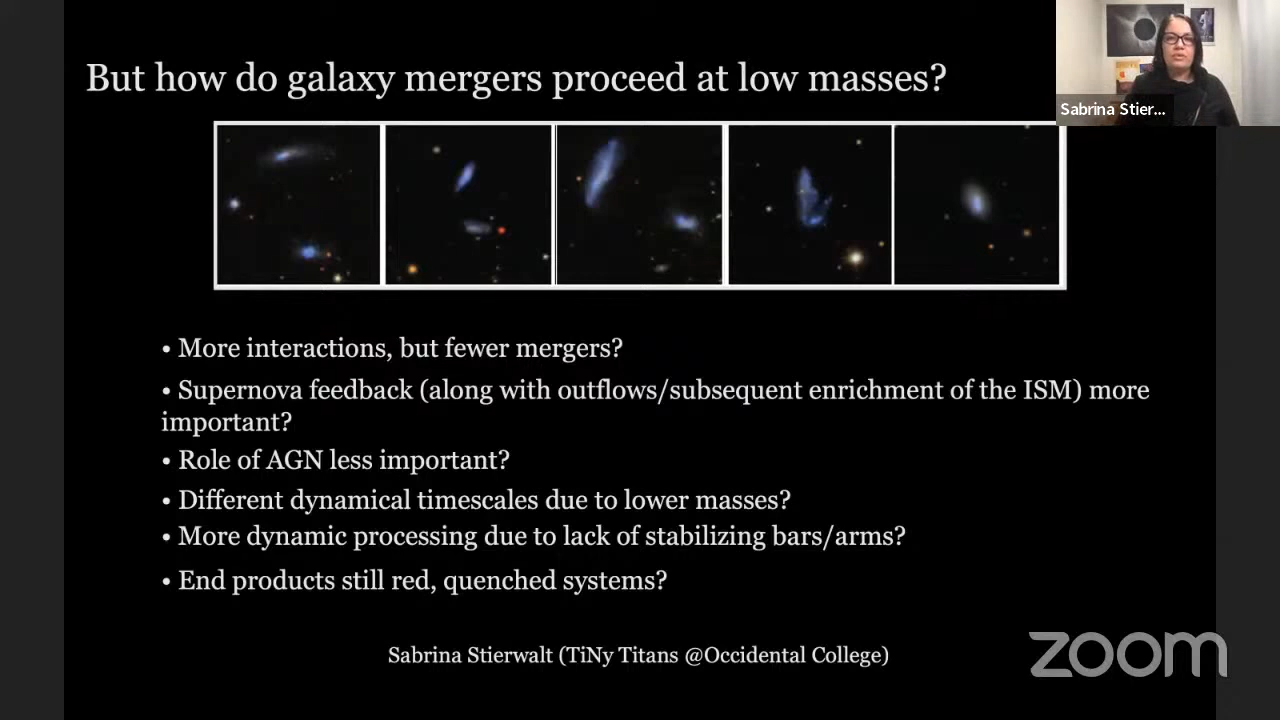 But how do galaxy mergers proceed at low masses?
Sabrina Stier...
• More interactions, but fewer mergers?
• Supernova feedback (along with outflows/subsequent enrichment of the ISM) more
important?
• Role of AGN less important?
• Different dynamical timescales due to lower masses?
• More dynamic processing due to lack of stabilizing bars/arms?
• End products still red, quenched systems?
Sabrina Stierwalt (TiNy Titans @Occidental College)
zoom